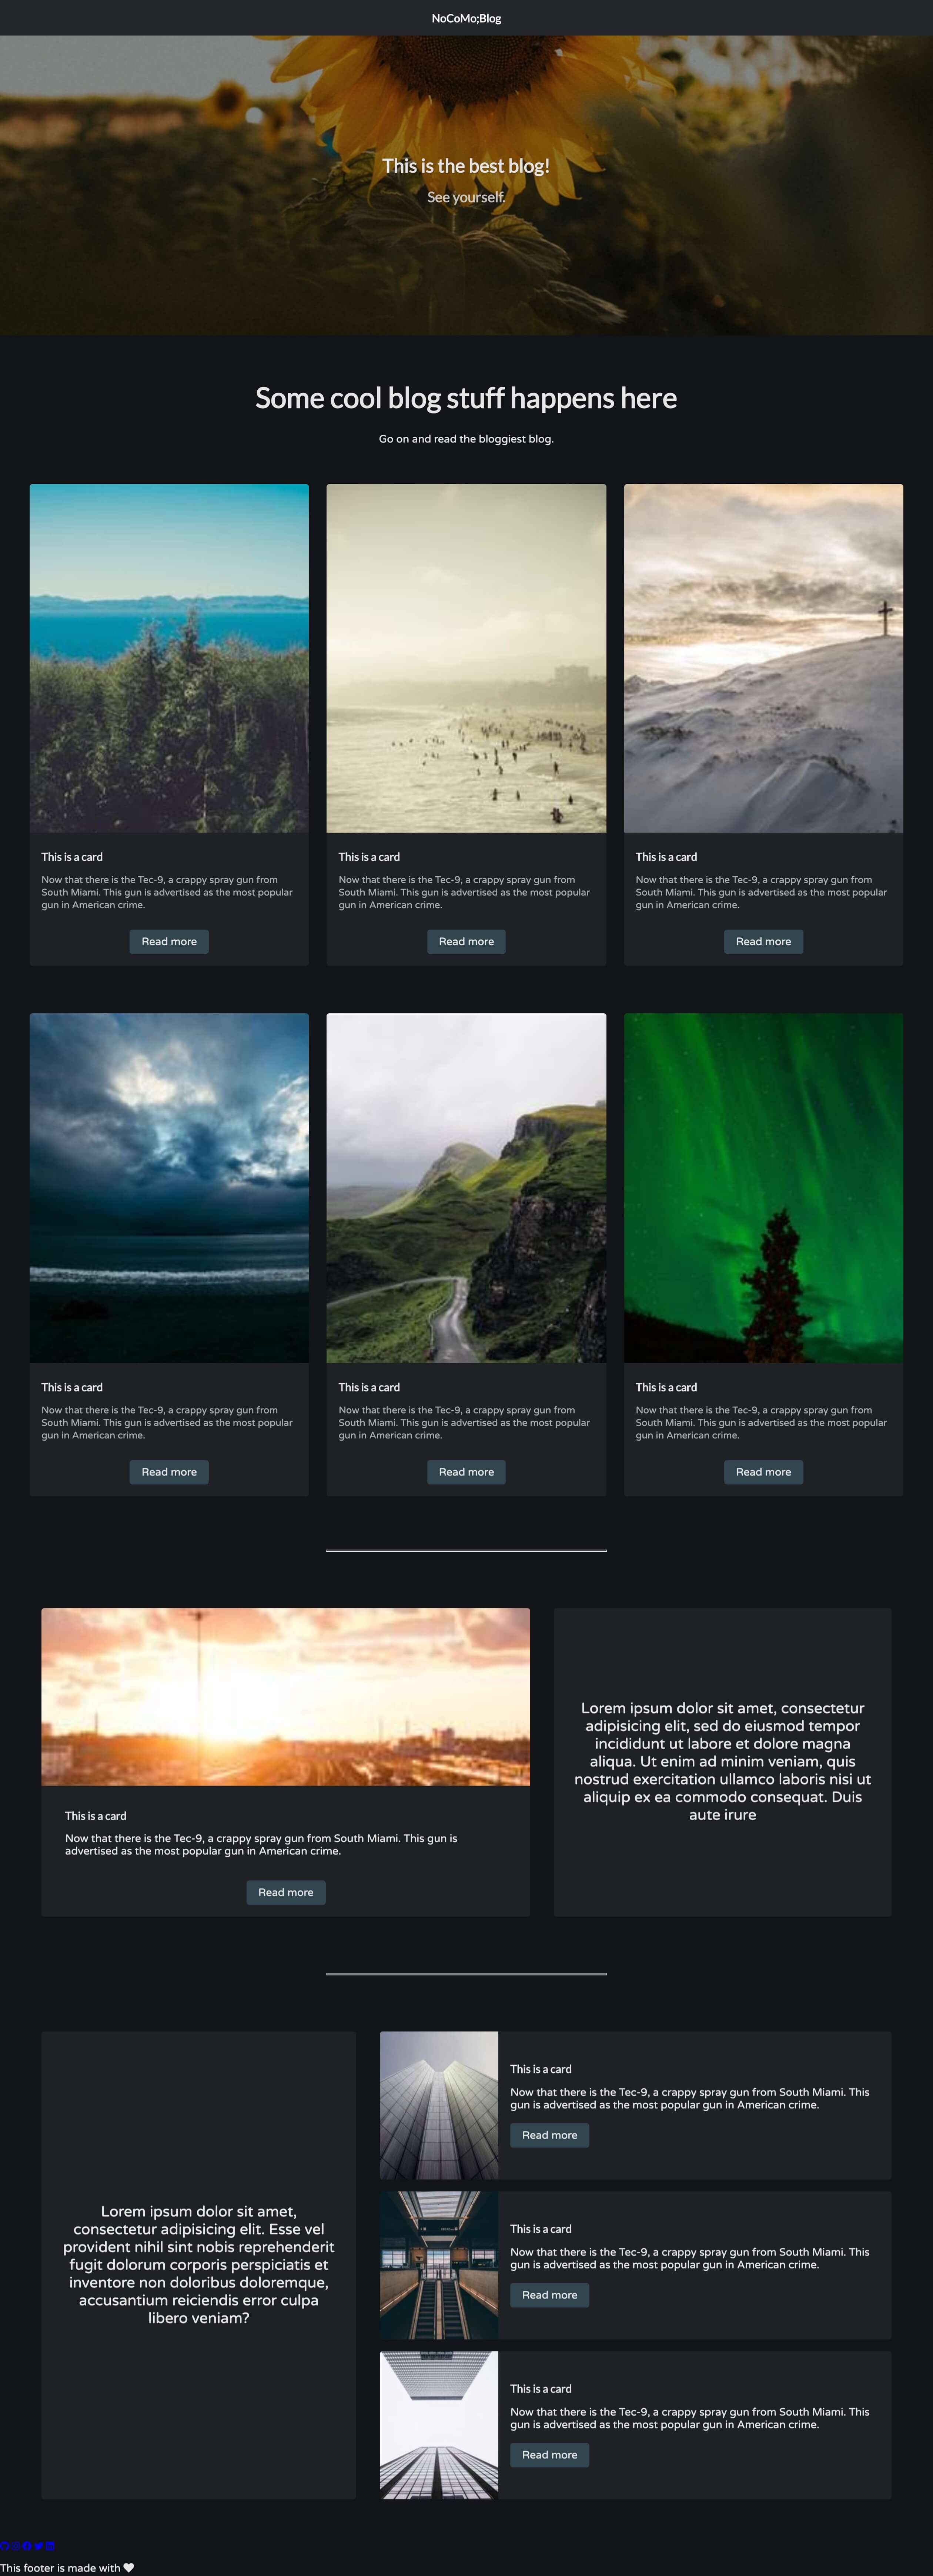 NoCoMo;Blog
This is the best blog!
See yourself.
Some cool blog stuff happens here
Go on and read the bloggiest blog.
This is a card
Now that there is the Tec-9, a crappy spray gun from
South Miami. This gun is advertised as the most popular
gun in American crime.
Read more
This is a card
Now that there is the Tec-9, a crappy spray gun from
South Miami. This gun is advertised as the most popular
gun in American crime.
Read more
This is a card
Now that there is the Tec-9, a crappy spray gun from
South Miami. This gun is advertised as the most popular
gun in American crime.
Read more
This is a card
Now that there is the Tec-9, a crappy spray gun from
South Miami. This gun is advertised as the most popular
gun in American crime.
Read more
This is a card
Now that there is the Tec-9, a crappy spray gun from
South Miami. This gun is advertised as the most popular
gun in American crime.
Read more
This is a card
Now that there is the Tec-9, a crappy spray gun from
South Miami. This gun is advertised as the most popular
gun in American crime.
Read more
This is a card
Now that there is the Tec-9, a crappy spray gun from South Miami. This gun is
advertised as the most popular gun in American crime.
Read more
Lorem ipsum dolor sit amet, consectetur
adipisicing elit, sed do eiusmod tempor
incididunt ut labore et dolore magna
aliqua. Ut enim ad minim veniam, quis
nostrud exercitation ullamco laboris nisi ut
aliquip ex ea commodo consequat. Duis
aute irure
Lorem ipsum dolor sit amet,
consectetur adipisicing elit. Esse vel
provident nihil sint nobis reprehenderit
fugit dolorum corporis perspiciatis et
inventore non doloribus doloremque,
accusantium reiciendis error culpa
libero veniam?
This is a card
Now that there is the Tec-9, a crappy spray gun from South Miami. This
gun is advertised as the most popular gun in American crime.
Read more
This is a card
Now that there is the Tec-9, a crappy spray gun from South Miami. This
gun is advertised as the most popular gun in American crime.
Read more
This is a card
Now that there is the Tec-9, a crappy spray gun from South Miami. This
gun is advertised as the most popular gun in American crime.
Read more
This footer is made with